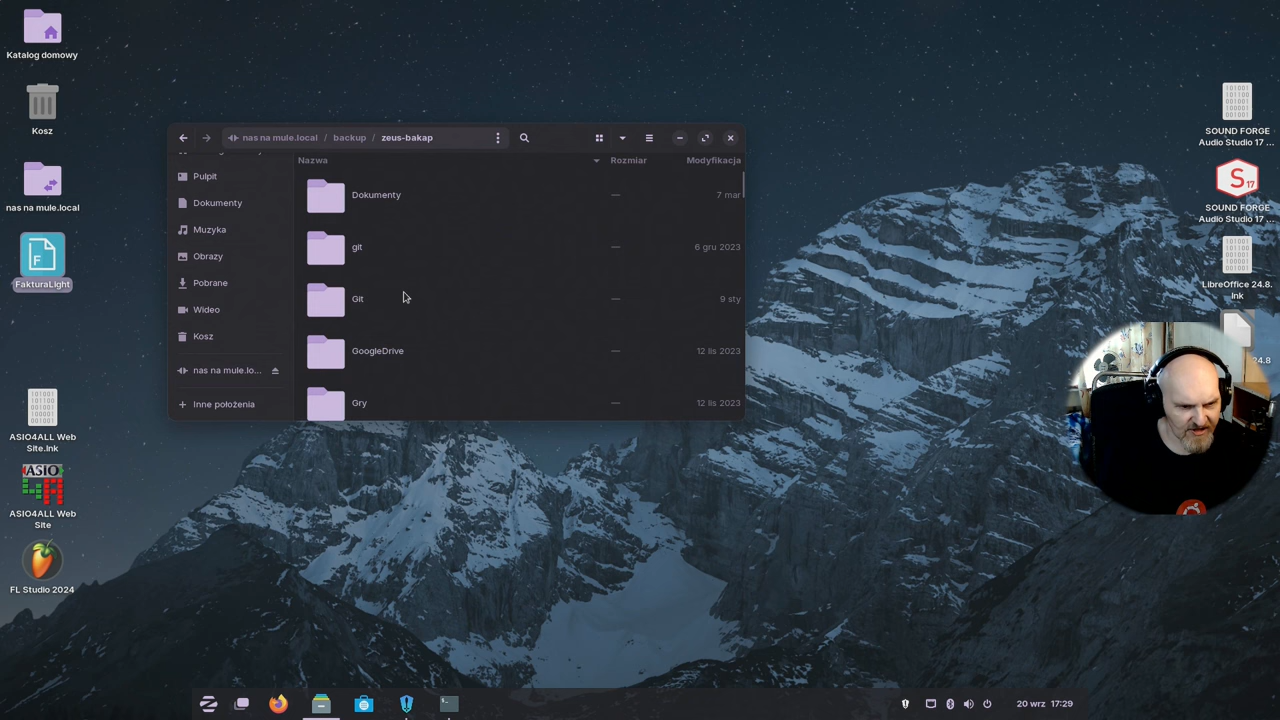 Katalog domowy
Kosz
nas na mule.local
FakturaLight
ASIO4ALL Web
Site.lnk
ASIO
ASIO4ALL Web
Site
FL Studio 2024
nas na mule.local / backup / zeus-bakap
Pulpit
Dokumenty
Muzyka
Obrazy
Pobrane
Wideo
Kosz
nas na mule.lo...
Inne położenia
Nazwa Rozmiar Modyfikacja
Dokumenty — 7 mar
git — 6 gru 2023
Git — 9 sty
GoogleDrive — 12 lis 2023
Gry — 12 lis 2023
SOUND FORGE
Audio Studio 17 ...
SOUND FORGE
Audio Studio 17 ...
LibreOffice 24.8.
lnk
24.8
20 wrz 17:29